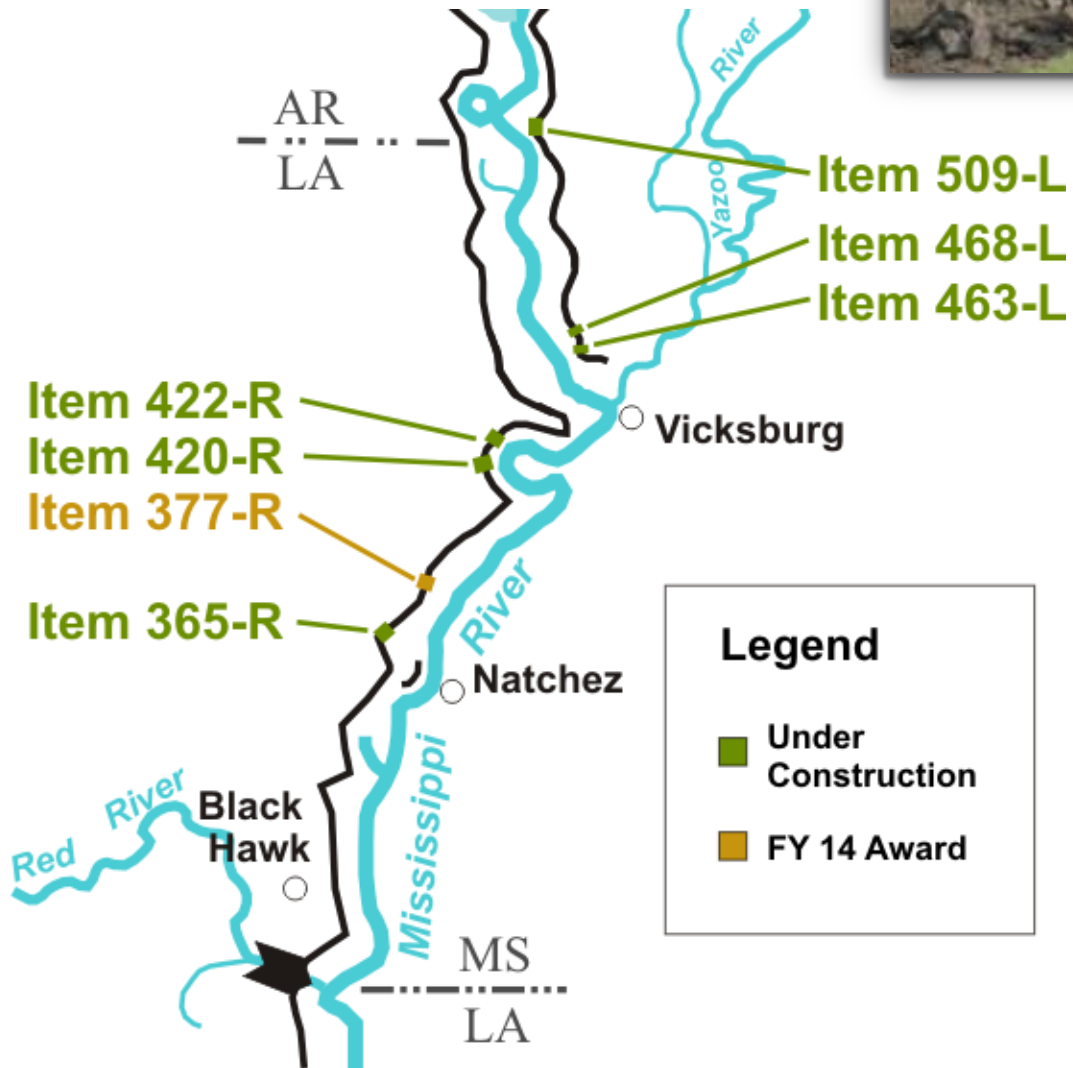 River
AR
LA
Yazoo
Item 509-L
Item 468-L
Item 463-L
Item 422-R
Item 420-R
Item 377-R
Item 365-R
Vicksburg
River
Natchez
Mississippi
Red River
Black
Hawk
MS
LA
Legend
Under
Construction
FY 14 Award